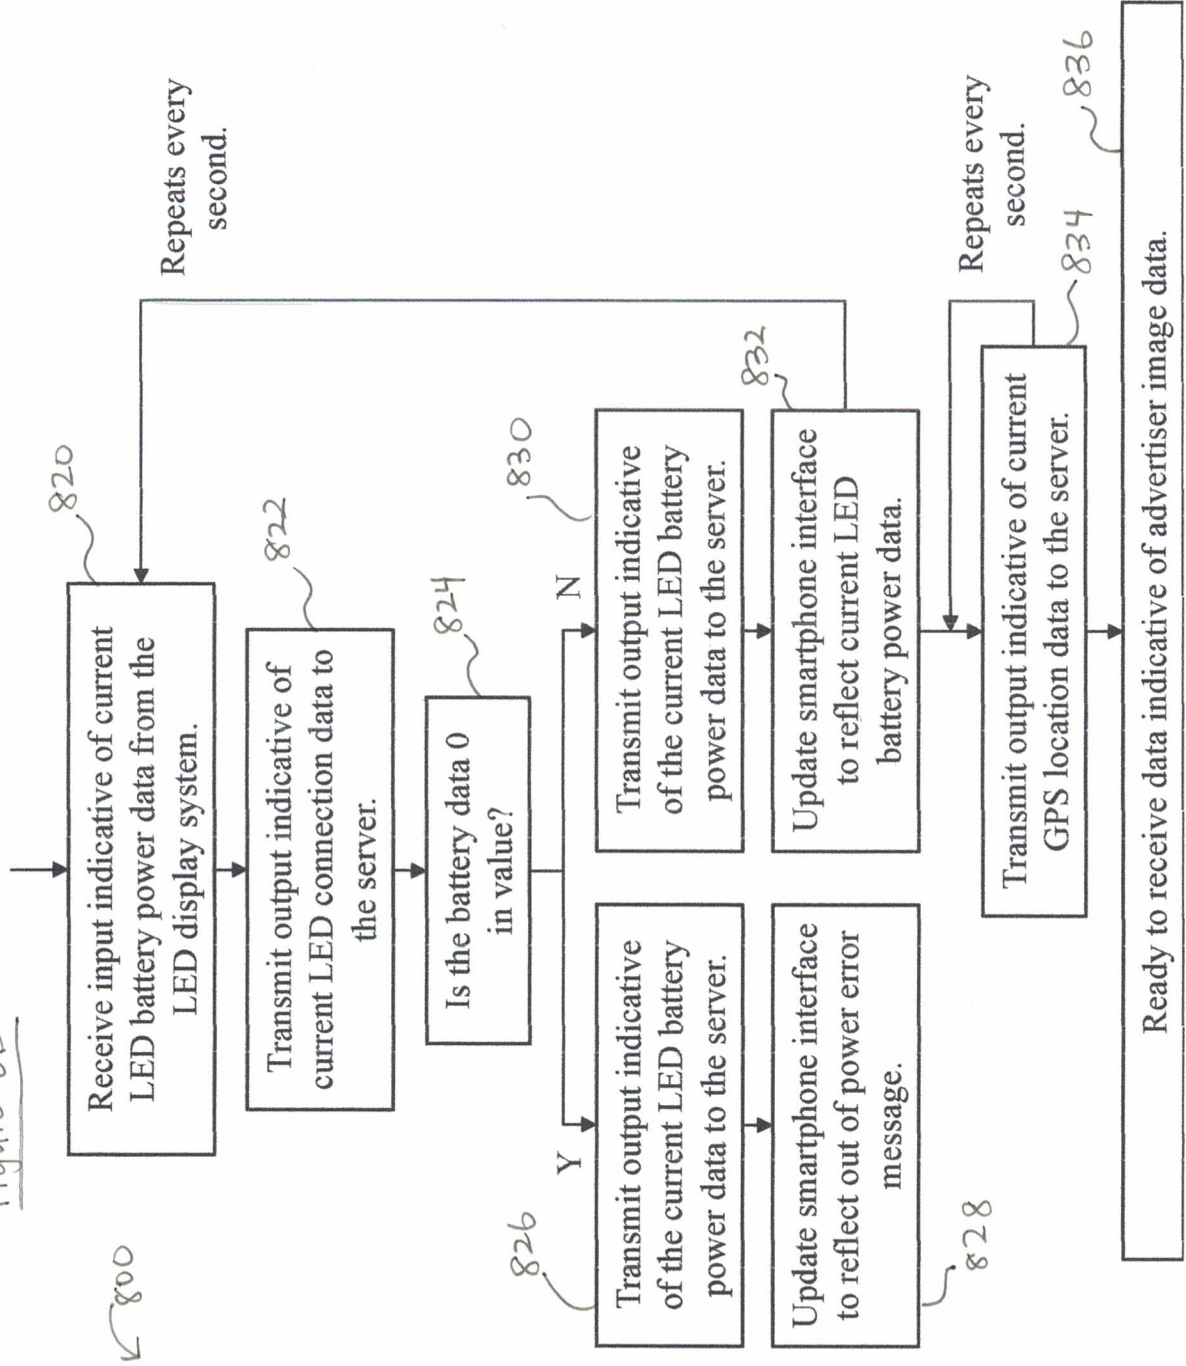 800
820
Receive input indicative of current
LED battery power data from the
LED display system.
Repeats every
second.
822
Transmit output indicative of
current LED connection data to
the server.
824
Is the battery data 0
in value?
Y
N
826
Transmit output indicative
of the current LED battery
power data to the server.
830
Transmit output indicative
of the current LED battery
power data to the server.
828
Update smartphone interface
to reflect out of power error
message.
832
Update smartphone interface
to reflect current LED
battery power data.
Repeats every
second.
834
Transmit output indicative of current
GPS location data to the server.
836
Ready to receive data indicative of advertiser image data.